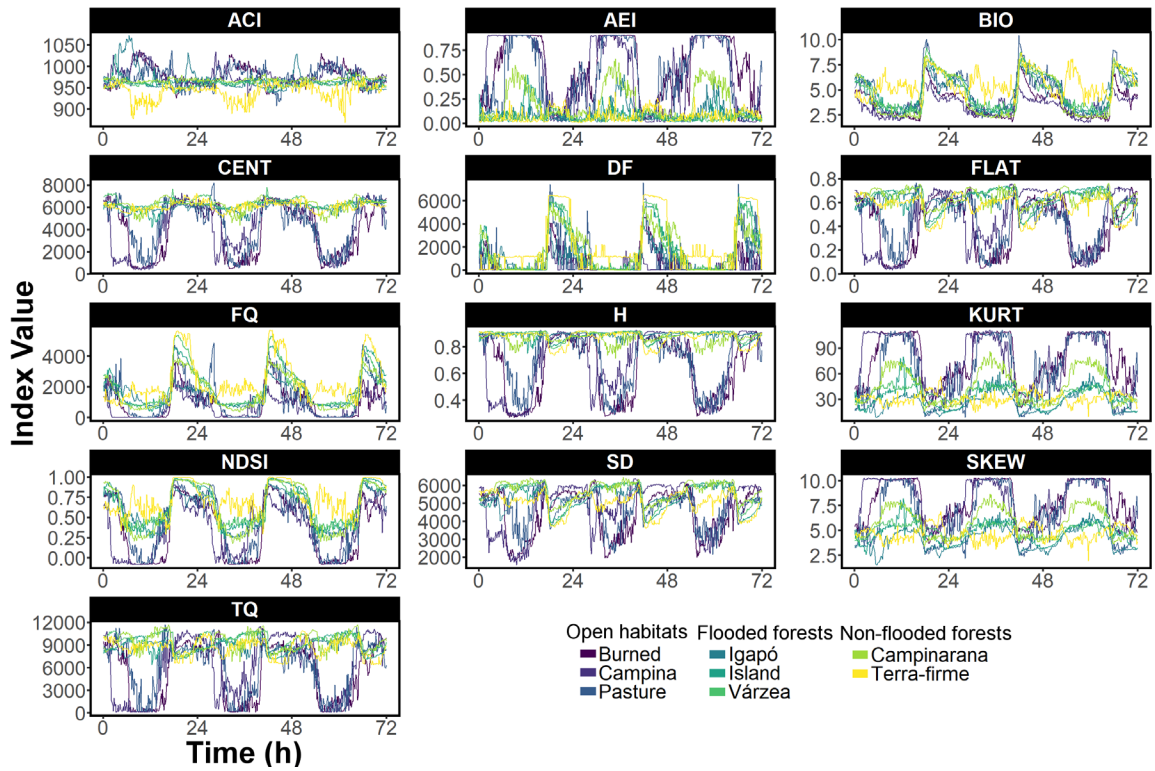 ACI AEI BIO
1050
1000
950
900
0 24 48 72
0.75
0.50
0.25
0.00
0 24 48 72
10.0
7.5
5.0
2.5
0 24 48 72
CENT DF FLAT
8000
6000
4000
2000
0
0 24 48 72
6000
4000
2000
0
0 24 48 72
0.8
0.6
0.4
0.2
0.0
0 24 48 72
FQ H KURT
4000
2000
0
0 24 48 72
0.8
0.6
0.4
0 24 48 72
90
60
30
0 24 48 72
NDSI SD SKEW
1.00
0.75
0.50
0.25
0.00
0 24 48 72
6000
5000
4000
3000
2000
0 24 48 72
10.0
7.5
5.0
2.5
0 24 48 72
TQ
12000
9000
6000
3000
0
0 24 48 72
Index Value
Time (h)
Open habitats Flooded forests Non-flooded forests
Burned Igapó Campinarana
Campina Island Terra-firme
Pasture Várzea